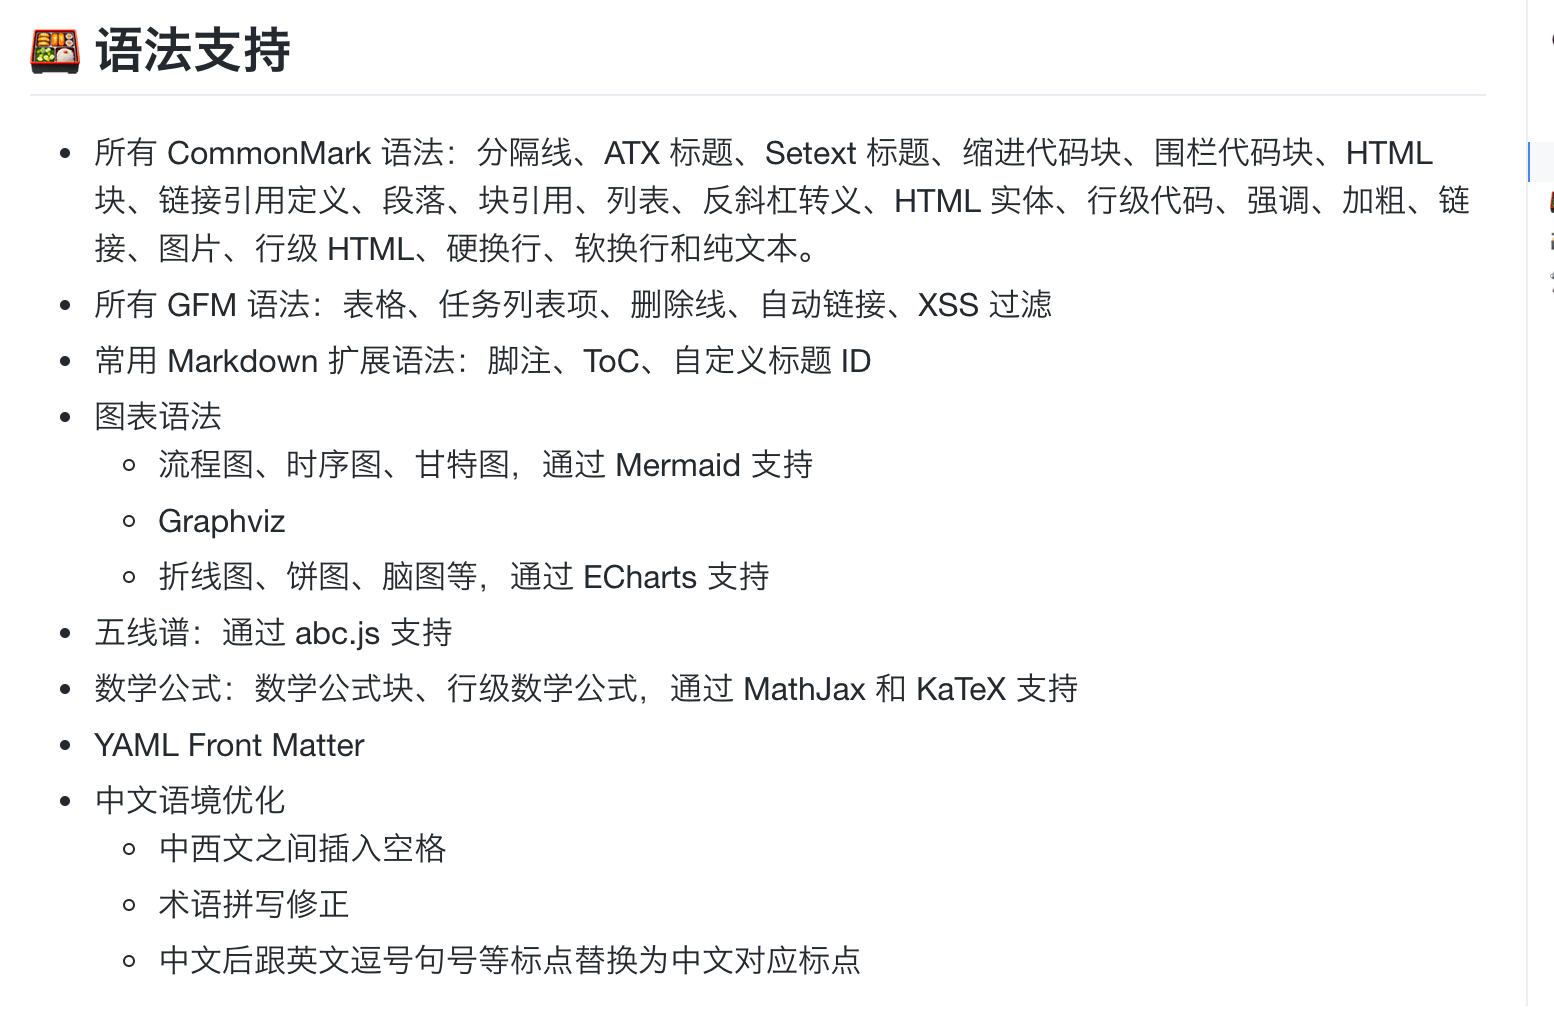 🍱 语法支持
所有 CommonMark 语法：分隔线、ATX 标题、Setext 标题、缩进代码块、围栏代码块、HTML
块、链接引用定义、段落、块引用、列表、反斜杠转义、HTML 实体、行级代码、强调、加粗、链
接、图片、行级 HTML、硬换行、软换行和纯文本。
所有 GFM 语法：表格、任务列表项、删除线、自动链接、XSS 过滤
常用 Markdown 扩展语法：脚注、ToC、自定义标题 ID
图表语法
流程图、时序图、甘特图，通过 Mermaid 支持
Graphviz
折线图、饼图、脑图等，通过 ECharts 支持
五线谱：通过 abc.js 支持
数学公式：数学公式块、行级数学公式，通过 MathJax 和 KaTeX 支持
YAML Front Matter
中文语境优化
中西文之间插入空格
术语拼写修正
中文后跟英文逗号句号等标点替换为中文对应标点